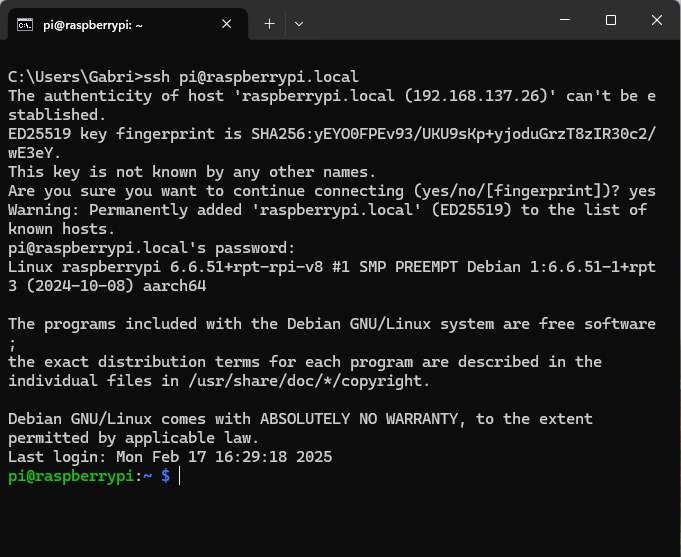 pi@raspberrypi: ~
C:\Users\Gabri>ssh pi@raspberrypi.local
The authenticity of host 'raspberrypi.local (192.168.137.26)' can't be e
stablished.
ED25519 key fingerprint is SHA256:yEYO0FPEv93/UKU9sKp+yjoduGrzT8zIR30c2/
wE3eY.
This key is not known by any other names.
Are you sure you want to continue connecting (yes/no/[fingerprint])? yes
Warning: Permanently added 'raspberrypi.local' (ED25519) to the list of
known hosts.
pi@raspberrypi.local's password:
Linux raspberrypi 6.6.51+rpt-rpi-v8 #1 SMP PREEMPT Debian 1:6.6.51-1+rpt
3 (2024-10-08) aarch64
The programs included with the Debian GNU/Linux system are free software
;
the exact distribution terms for each program are described in the
individual files in /usr/share/doc/*/copyright.
Debian GNU/Linux comes with ABSOLUTELY NO WARRANTY, to the extent
permitted by applicable law.
Last login: Mon Feb 17 16:29:18 2025
pi@raspberrypi:~ $